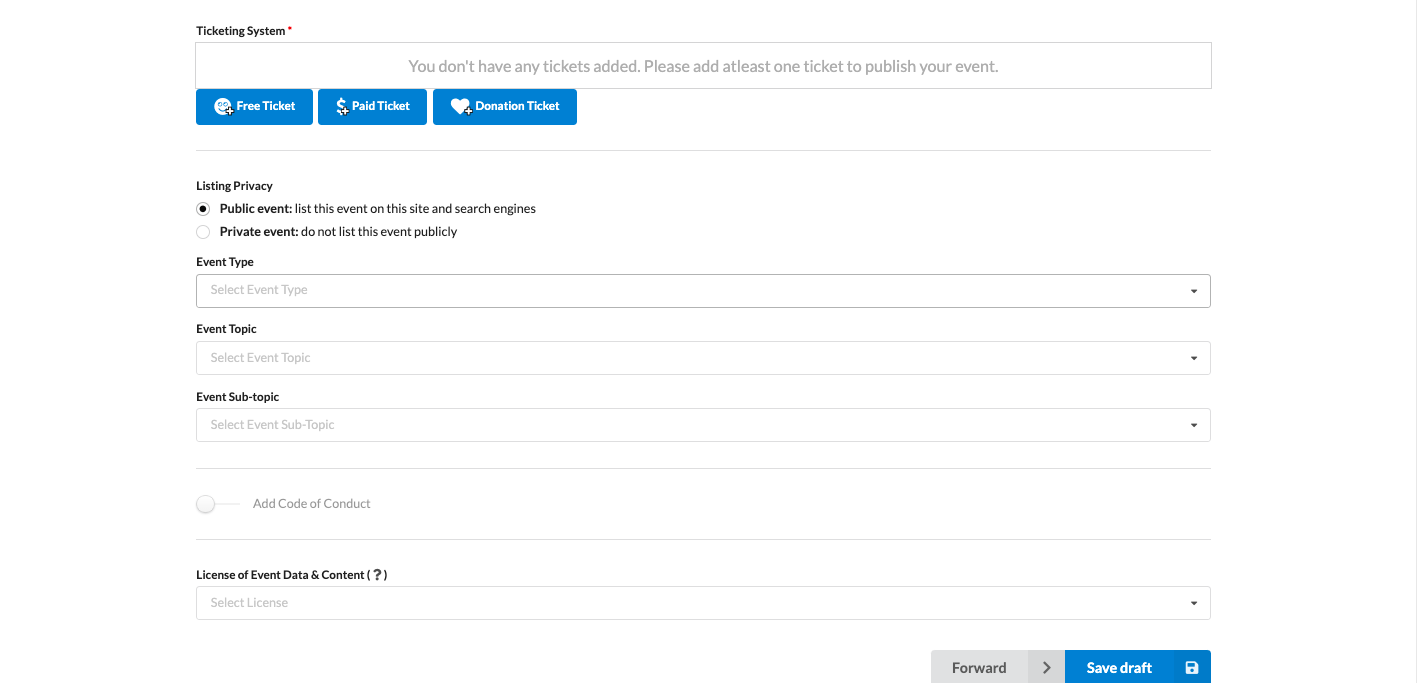 Ticketing System *
You don't have any tickets added. Please add atleast one ticket to publish your event.
Free Ticket Paid Ticket Donation Ticket
Listing Privacy
Public event: list this event on this site and search engines
Private event: do not list this event publicly
Event Type
Select Event Type
Event Topic
Select Event Topic
Event Sub-topic
Select Event Sub-Topic
Add Code of Conduct
License of Event Data & Content (?)
Select License
Forward Save draft